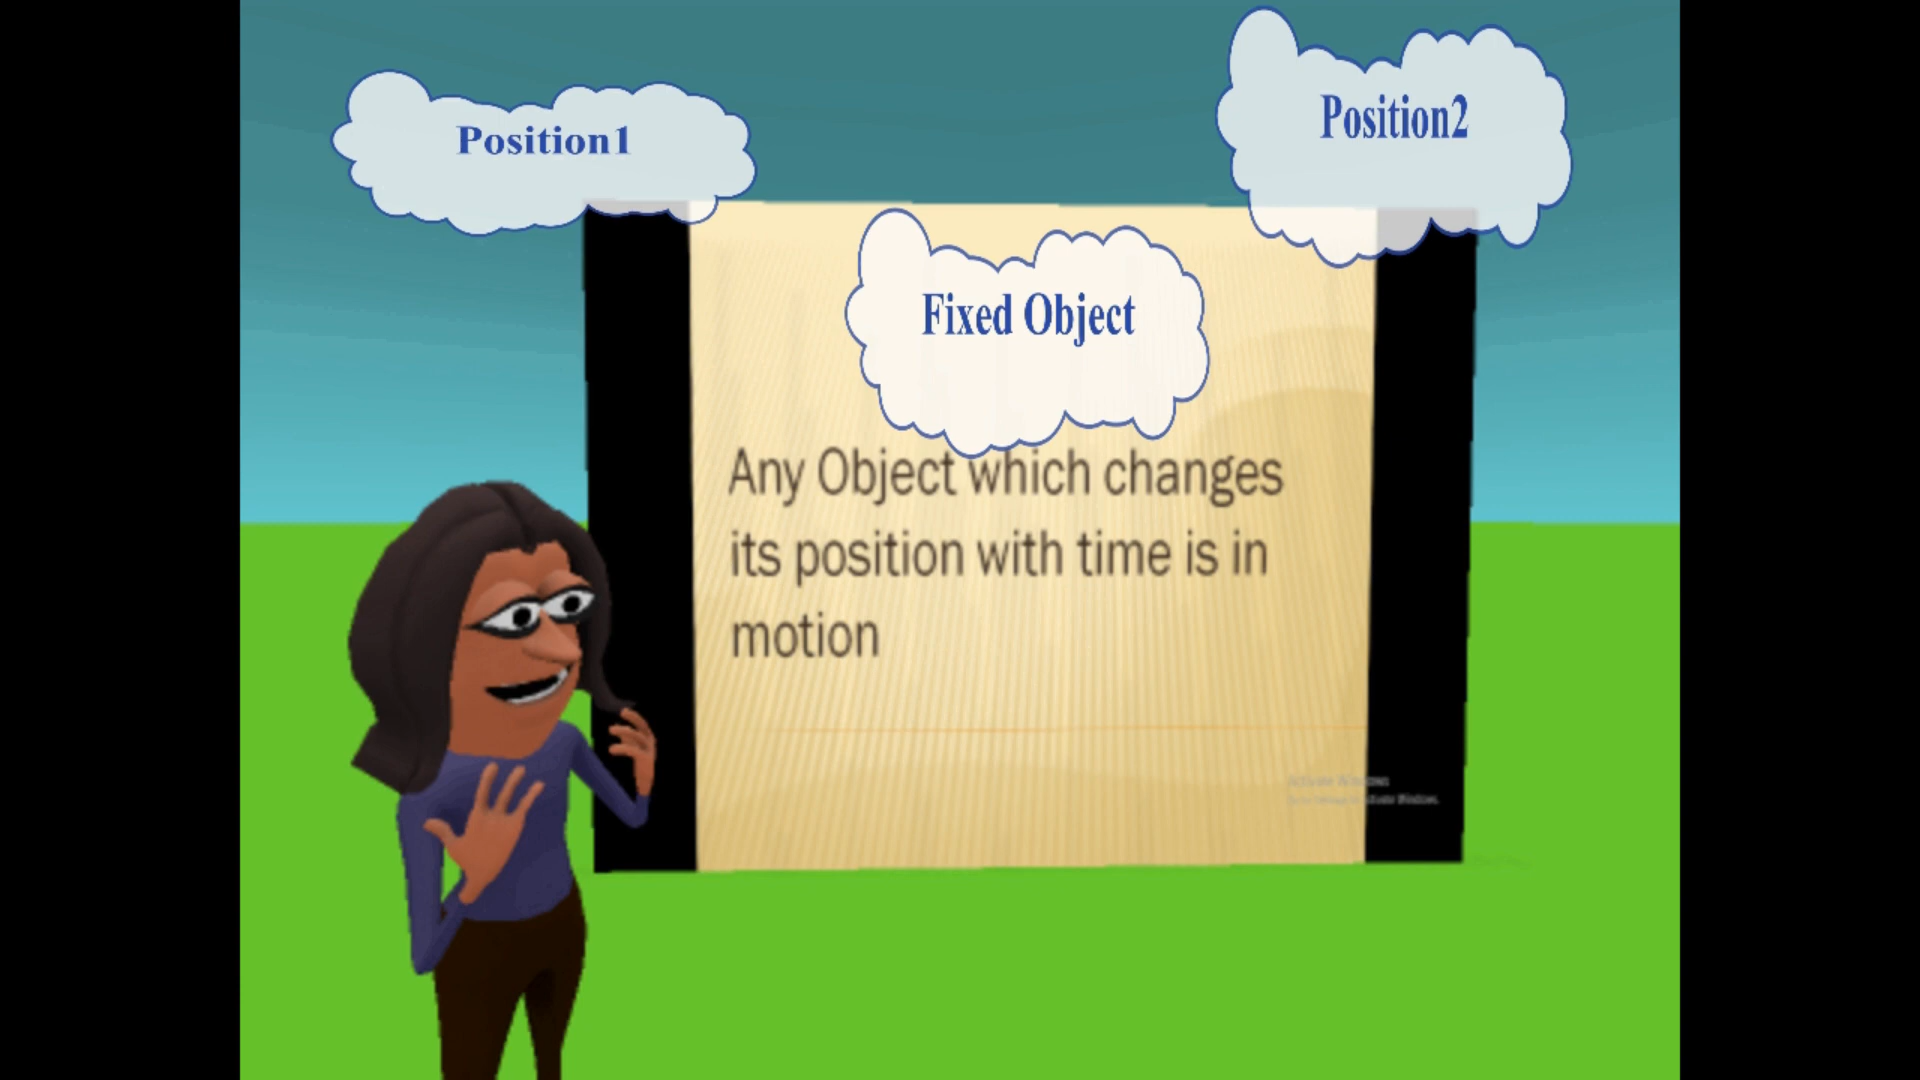 Position1
Position2
Fixed Object
Any Object which changes
its position with time is in
motion